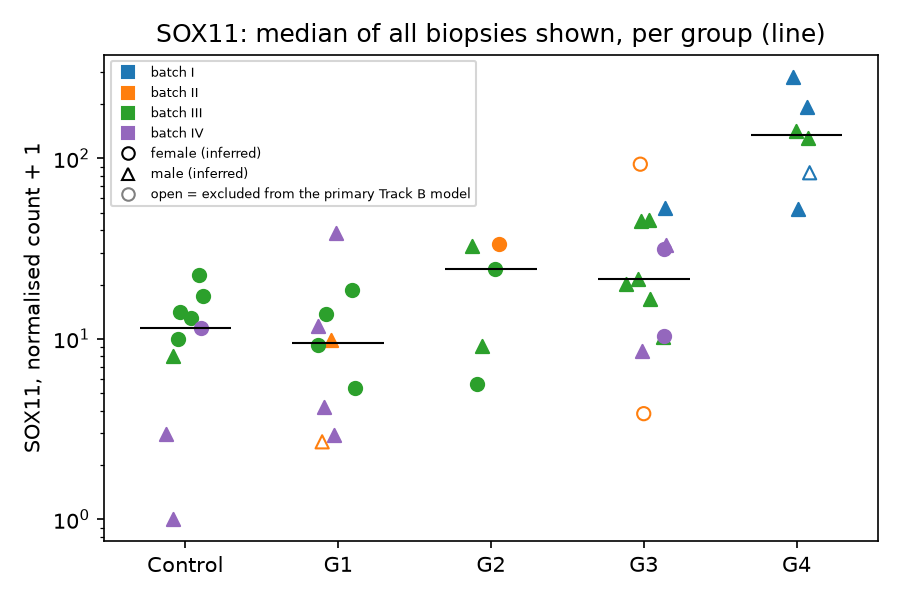 SOX11: median of all biopsies shown, per group (line)
batch I
batch II
batch III
batch IV
female (inferred)
male (inferred)
open = excluded from the primary Track B model
SOX11, normalised count + 1
10²
10¹
10⁰
Control G1 G2 G3 G4